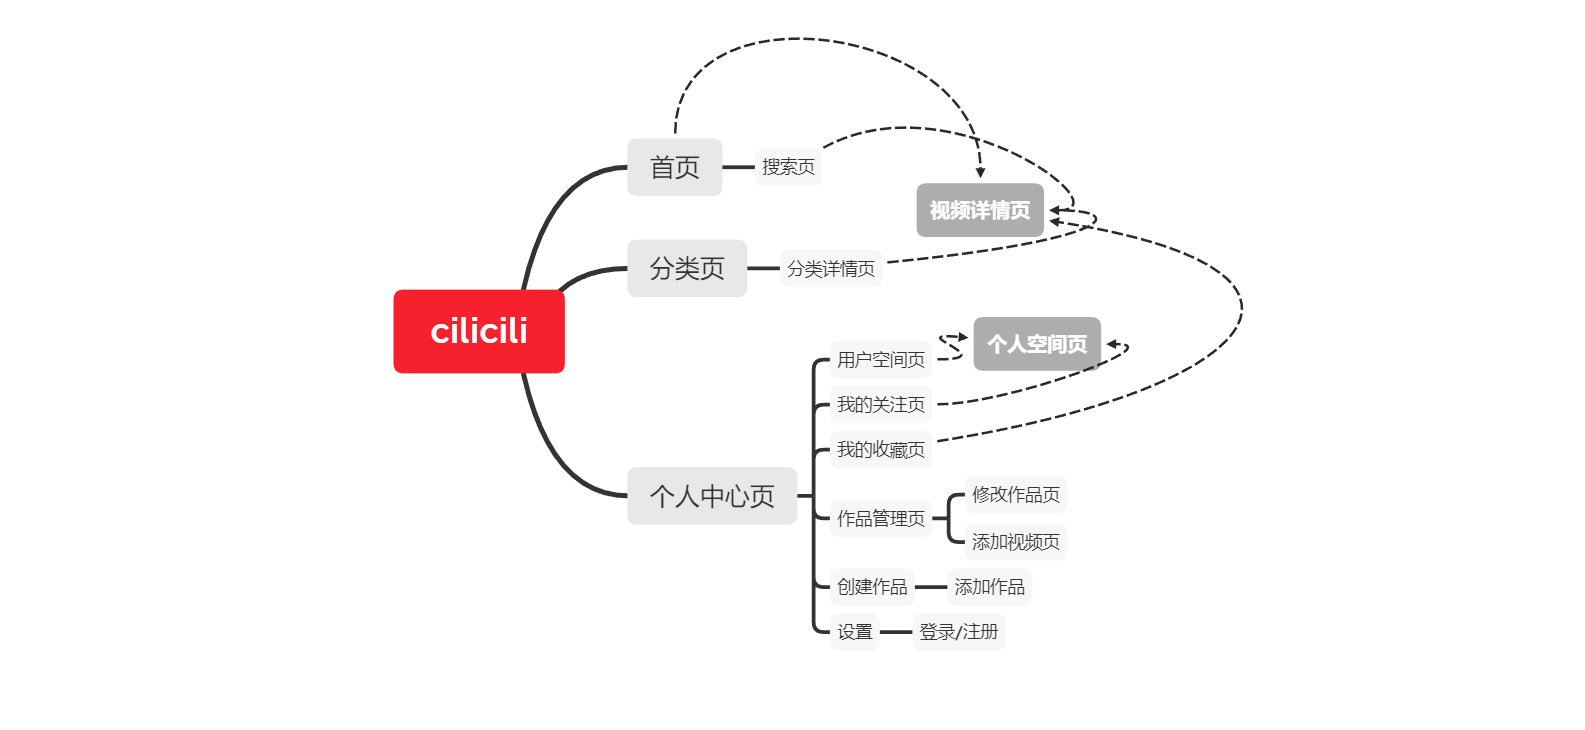 cilicili
首页
搜索页
视频详情页
分类页
分类详情页
个人中心页
用户空间页
个人空间页
我的关注页
我的收藏页
作品管理页
修改作品页
添加视频页
创建作品
添加作品
设置
登录/注册